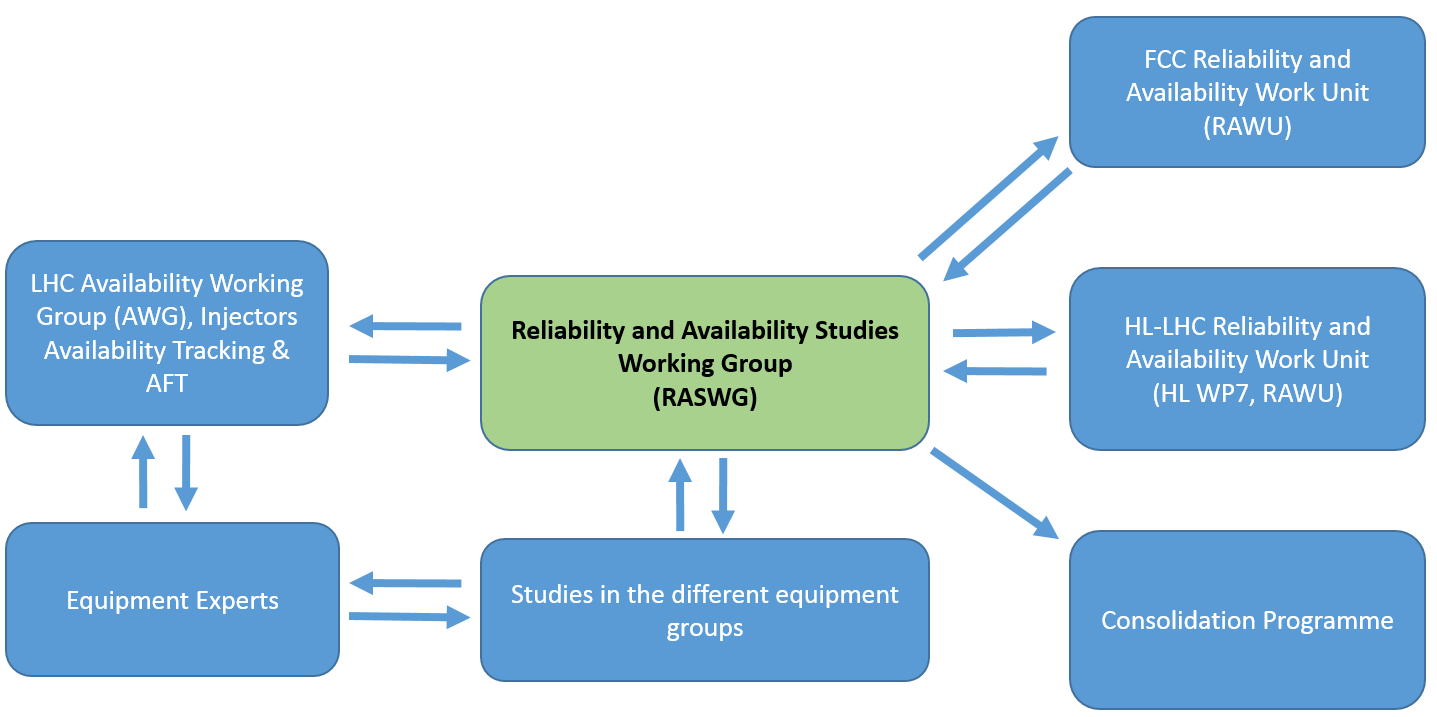 FCC Reliability and
Availability Work Unit
(RAWU)
LHC Availability Working
Group (AWG), Injectors
Availability Tracking &
AFT
Reliability and Availability Studies
Working Group
(RASWG)
HL-LHC Reliability and
Availability Work Unit
(HL WP7, RAWU)
Equipment Experts
Studies in the different equipment
groups
Consolidation Programme